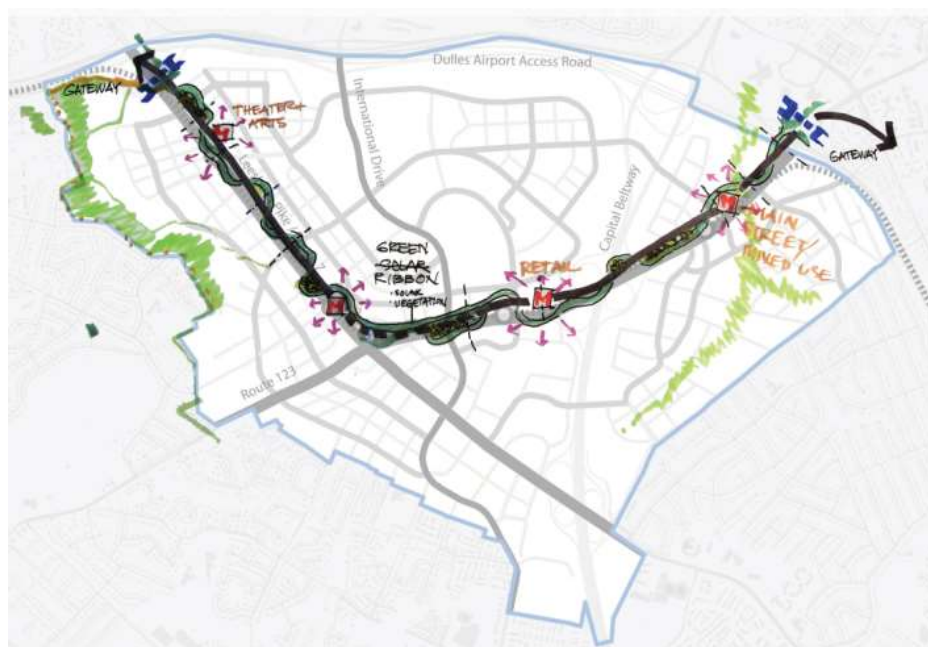 Dulles Airport Access Road
GATEWAY
THEATER+
ARTS
International Drive
GATEWAY
Capital Beltway
M
M
MAIN
STREET/
MIXED USE
GREEN
SOLAR
RIBBON
· SOLAR
· VEGETATION
RETAIL
M
M
Route 123